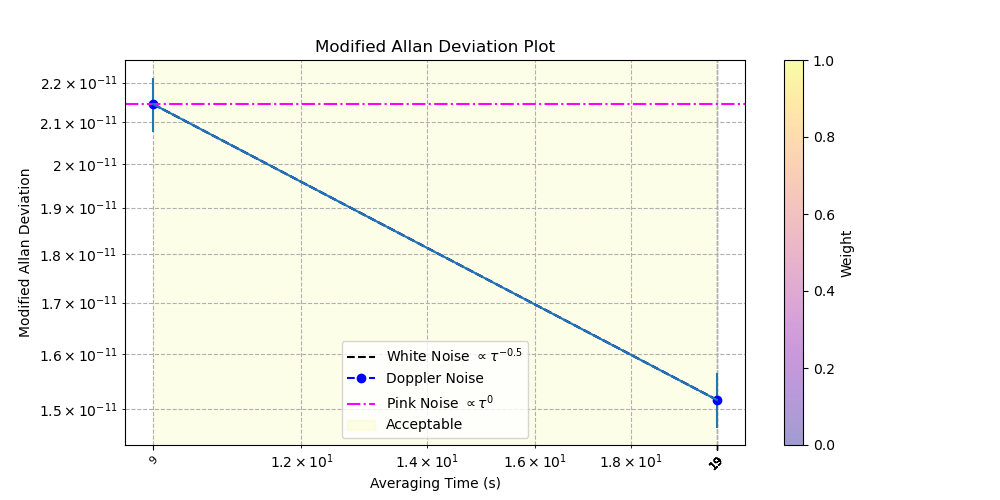 Modified Allan Deviation Plot
Modified Allan Deviation
2.2 × 10⁻¹¹
2.1 × 10⁻¹¹
2 × 10⁻¹¹
1.9 × 10⁻¹¹
1.8 × 10⁻¹¹
1.7 × 10⁻¹¹
1.6 × 10⁻¹¹
1.5 × 10⁻¹¹
White Noise ∝ τ⁻⁰·⁵
Doppler Noise
Pink Noise ∝ τ⁰
Acceptable
9
1.2 × 10¹
1.4 × 10¹
1.6 × 10¹
1.8 × 10¹
19
Averaging Time (s)
1.0
0.8
0.6
0.4
0.2
0.0
Weight